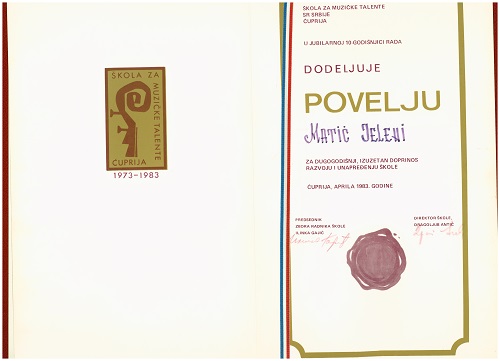 ŠKOLA ZA
MUZIČKE TALENTE
ĆUPRIJA
1973-1983
ŠKOLA ZA MUZIČKE TALENTE
SR SRBIJE
ĆUPRIJA
U JUBILARNOJ 10-GODIŠNJICI RADA
DODELJUJE
POVELJU
MATIĆ JELENI
ZA DUGOGODIŠNJI, IZUZETAN DOPRINOS
RAZVOJU I UNAPREĐENJU ŠKOLE
ĆUPRIJA, APRILA 1983. GODINE
PREDSEDNIK
ZBORA RADNIKA ŠKOLE
ILINKA GAJIĆ
DIREKTOR ŠKOLE,
DRAGOLJUB ANTIĆ